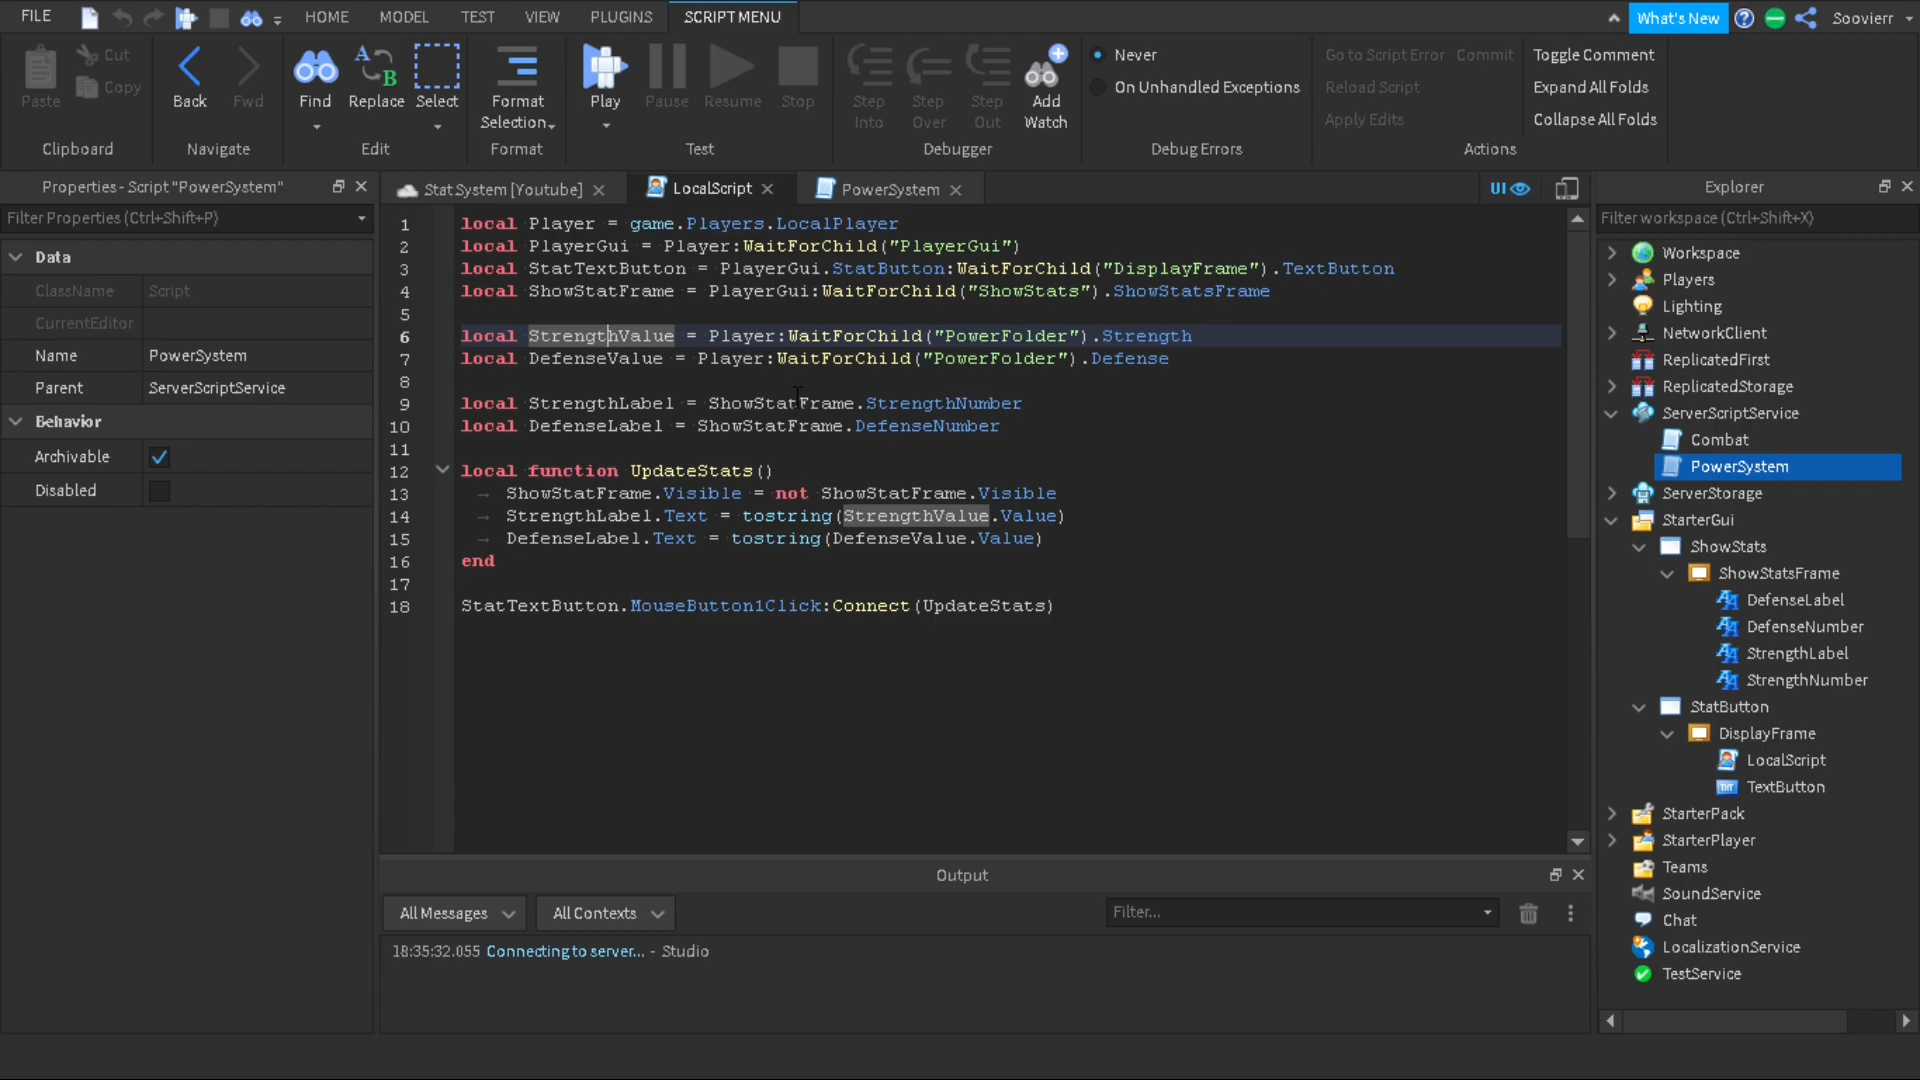 FILE HOME MODEL TEST VIEW PLUGINS SCRIPT MENU What's New Soovierr
Paste Cut Copy Back Fwd Find Replace Select Format Selection Play Pause Resume Stop Step Into Step Over Step Out Add Watch
Never Go to Script Error Commit Toggle Comment
On Unhandled Exceptions Reload Script Expand All Folds
Apply Edits Collapse All Folds
Clipboard Navigate Edit Format Test Debugger Debug Errors Actions
Properties - Script "PowerSystem"
Filter Properties (Ctrl+Shift+P)
Data
ClassName Script
CurrentEditor
Name PowerSystem
Parent ServerScriptService
Behavior
Archivable
Disabled
Stat System [Youtube] LocalScript PowerSystem UI
1 local Player = game.Players.LocalPlayer
2 local PlayerGui = Player:WaitForChild("PlayerGui")
3 local StatTextButton = PlayerGui.StatButton:WaitForChild("DisplayFrame").TextButton
4 local ShowStatFrame = PlayerGui:WaitForChild("ShowStats").ShowStatsFrame
5
6 local StrengthValue = Player:WaitForChild("PowerFolder").Strength
7 local DefenseValue = Player:WaitForChild("PowerFolder").Defense
8
9 local StrengthLabel = ShowStatFrame.StrengthNumber
10 local DefenseLabel = ShowStatFrame.DefenseNumber
11
12 local function UpdateStats()
13 ShowStatFrame.Visible = not ShowStatFrame.Visible
14 StrengthLabel.Text = tostring(StrengthValue.Value)
15 DefenseLabel.Text = tostring(DefenseValue.Value)
16 end
17
18 StatTextButton.MouseButton1Click:Connect(UpdateStats)
Output
All Messages All Contexts Filter...
18:35:32.055 Connecting to server... - Studio
Explorer
Filter workspace (Ctrl+Shift+X)
Workspace
Players
Lighting
NetworkClient
ReplicatedFirst
ReplicatedStorage
ServerScriptService
Combat
PowerSystem
ServerStorage
StarterGui
ShowStats
ShowStatsFrame
DefenseLabel
DefenseNumber
StrengthLabel
StrengthNumber
StatButton
DisplayFrame
LocalScript
TextButton
StarterPack
StarterPlayer
Teams
SoundService
Chat
LocalizationService
TestService